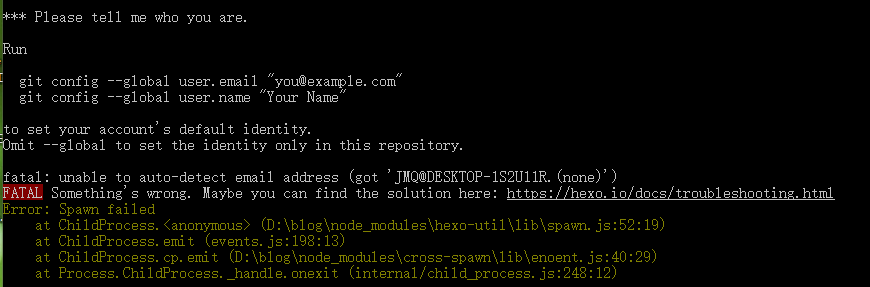 *** Please tell me who you are.
Run
git config --global user.email "you@example.com"
git config --global user.name "Your Name"
to set your account's default identity.
Omit --global to set the identity only in this repository.
fatal: unable to auto-detect email address (got 'JMQ@DESKTOP-1S2U11R.(none)')
FATAL Something's wrong. Maybe you can find the solution here: https://hexo.io/docs/troubleshooting.html
Error: Spawn failed
at ChildProcess.<anonymous> (D:\blog\node_modules\hexo-util\lib\spawn.js:52:19)
at ChildProcess.emit (events.js:198:13)
at ChildProcess.cp.emit (D:\blog\node_modules\cross-spawn\lib\enoent.js:40:29)
at Process.ChildProcess._handle.onexit (internal/child_process.js:248:12)